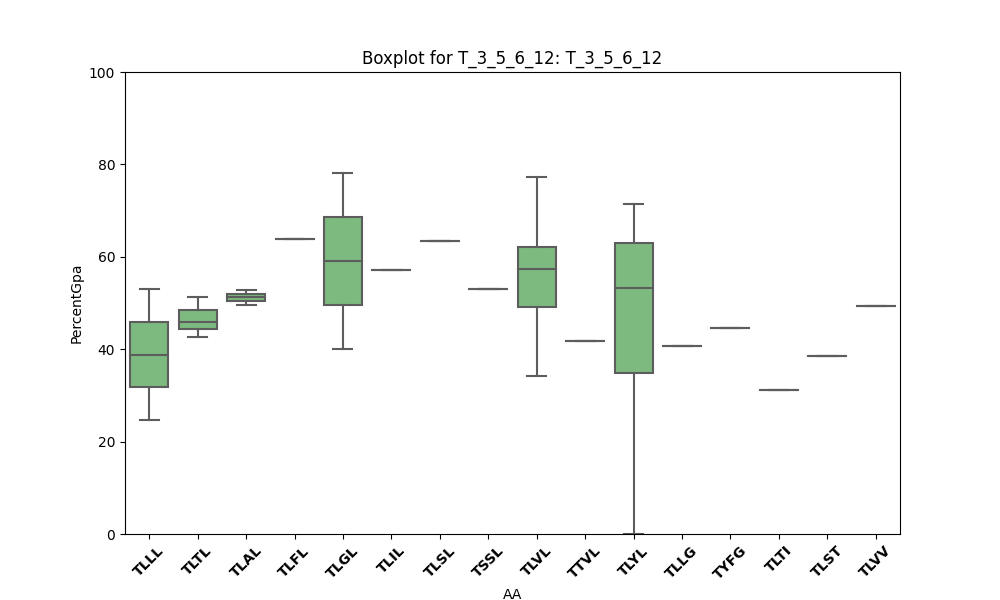 Boxplot for T_3_5_6_12: T_3_5_6_12
100
80
60
40
20
0
PercentGpa
TLLL
TLTL
TLAL
TLFL
TLGL
TLIL
TLSL
TSSL
TLVL
TTVL
TLYL
TLLG
TYFG
TLTI
TLST
TLVV
AA